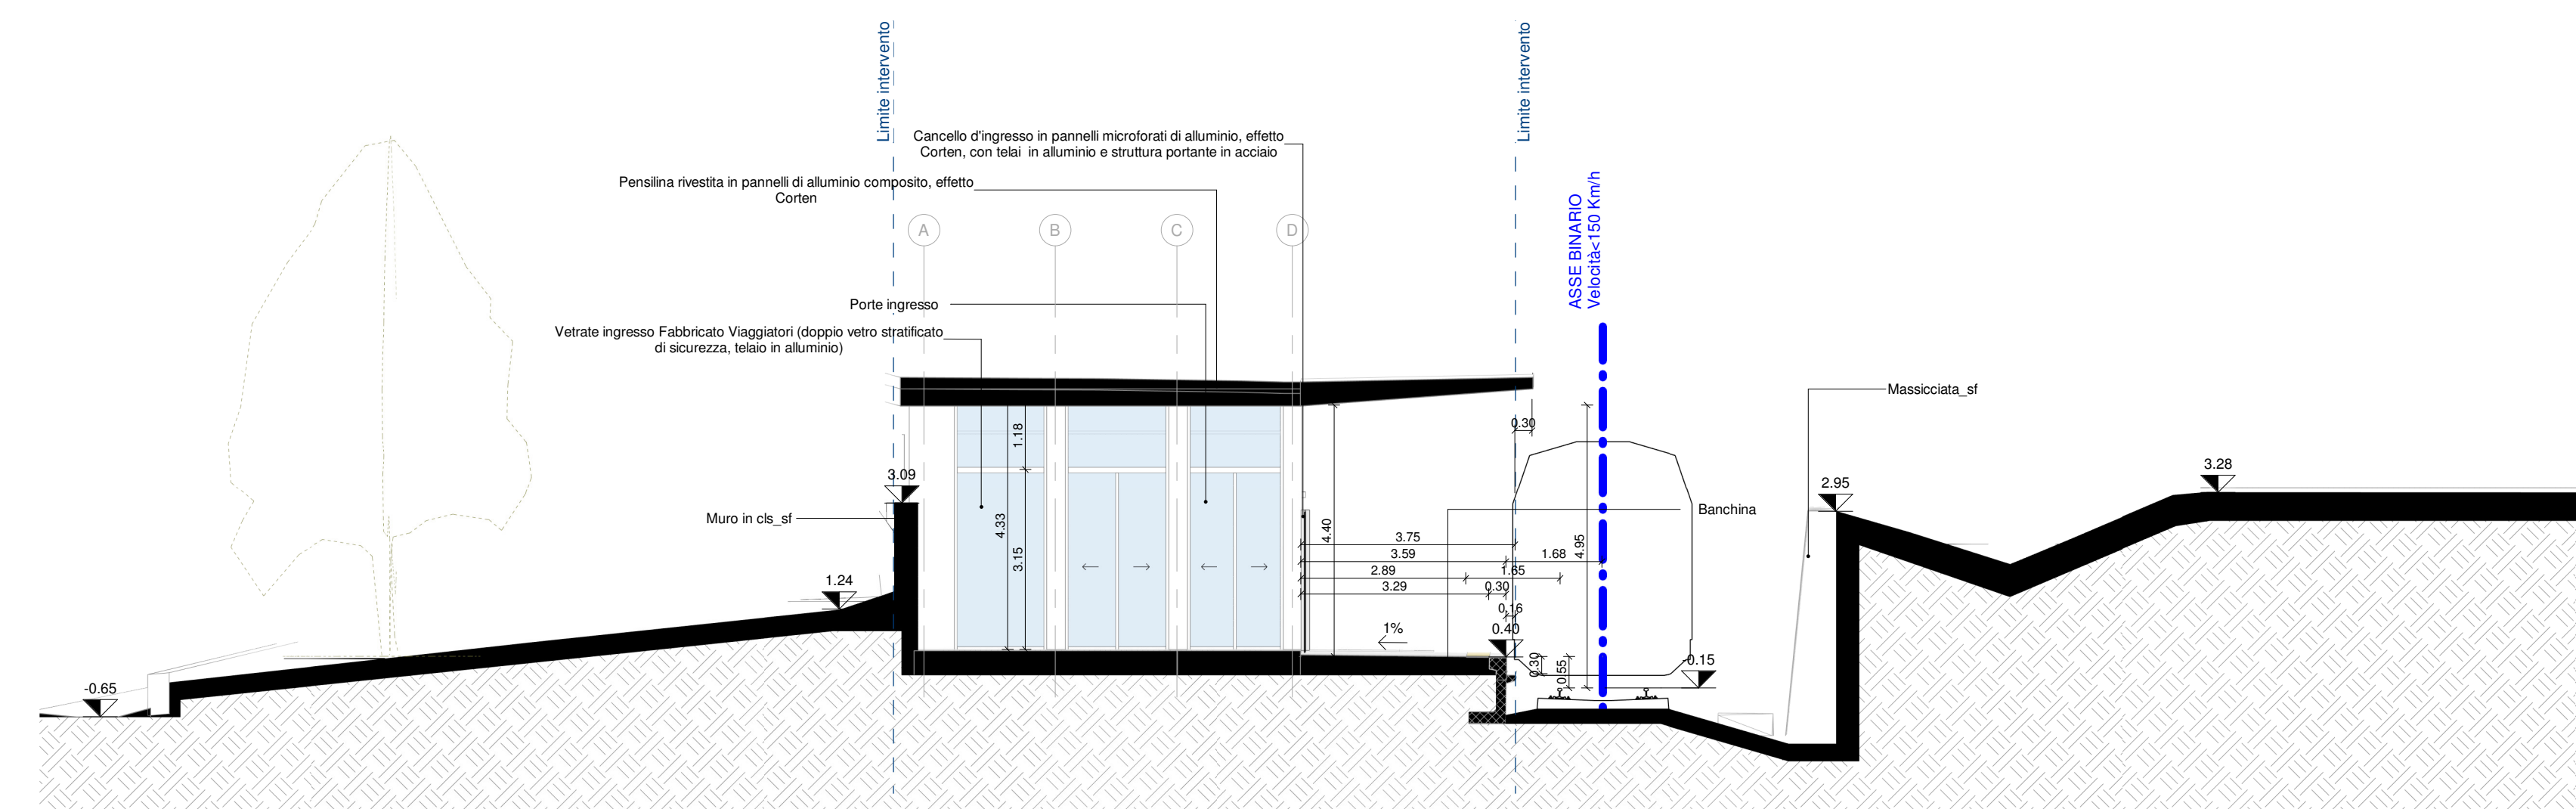 Limite intervento
Limite intervento
Cancello d'ingresso in pannelli microforati di alluminio, effetto
Corten, con telai in alluminio e struttura portante in acciaio
Pensilina rivestita in pannelli di alluminio composito, effetto
Corten
ASSE BINARIO
Velocità<150 Km/h
A
B
C
D
Porte ingresso
Vetrate ingresso Fabbricato Viaggiatori (doppio vetro stratificato
di sicurezza, telaio in alluminio)
Massicciata_sf
0.30
1.18
3.09
3.28
2.95
Muro in cls_sf
Banchina
4.33
4.40
3.75
4.95
3.59
1.68
3.15
2.89
1.65
1.24
3.29
0.30
0.16
1%
0.40
0.30
0.55
-0.15
-0.65